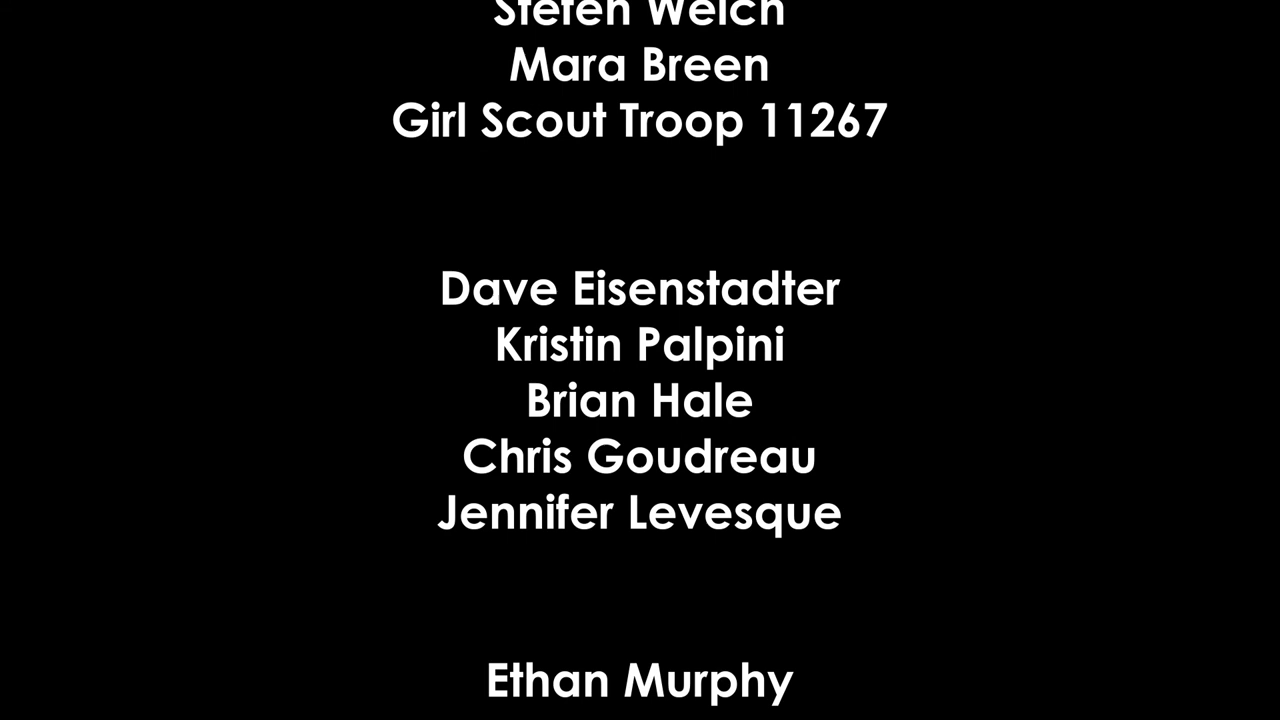 Mara Breen
Girl Scout Troop 11267
Dave Eisenstadter
Kristin Palpini
Brian Hale
Chris Goudreau
Jennifer Levesque
Ethan Murphy